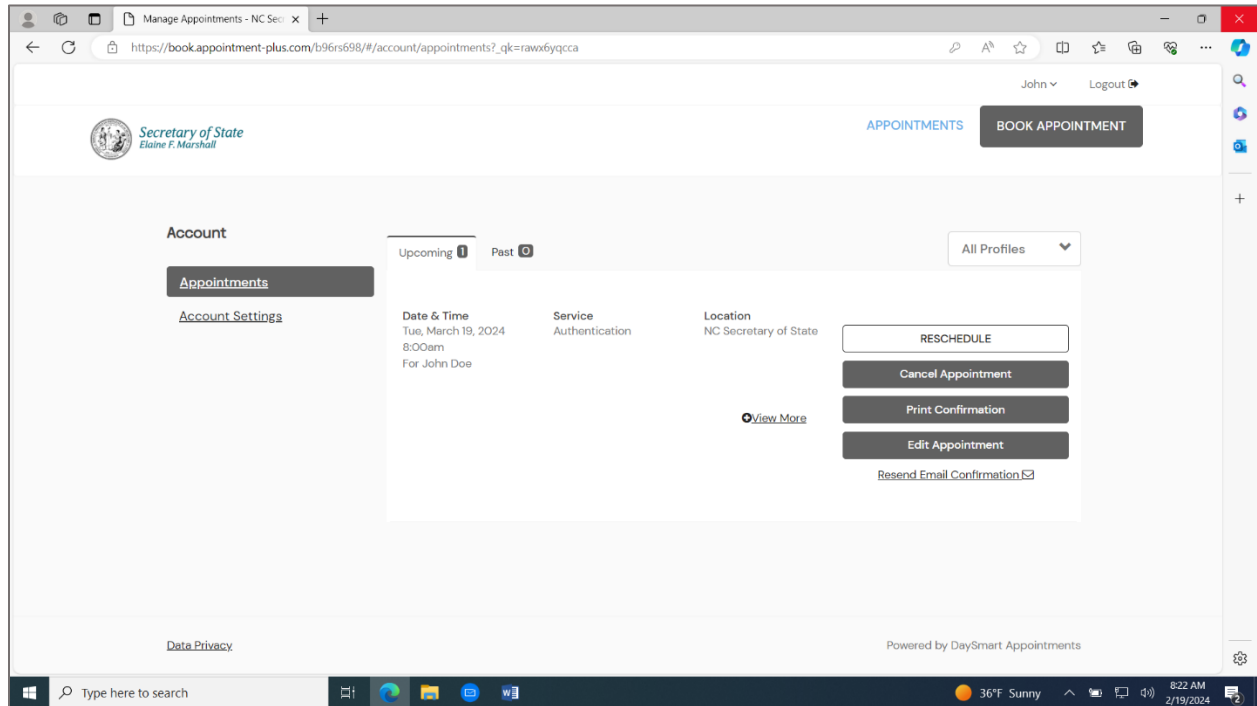 Manage Appointments - NC Sec
https://book.appointment-plus.com/b96rs698/#/account/appointments?_qk=rawx6yqcca
John
Logout
Secretary of State
Elaine F. Marshall
APPOINTMENTS
BOOK APPOINTMENT
Account
Appointments
Account Settings
Upcoming 1
Past 0
All Profiles
Date & Time
Tue, March 19, 2024
8:00am
For John Doe
Service
Authentication
Location
NC Secretary of State
View More
RESCHEDULE
Cancel Appointment
Print Confirmation
Edit Appointment
Resend Email Confirmation
Data Privacy
Powered by DaySmart Appointments
Type here to search
36°F Sunny
8:22 AM
2/19/2024
2